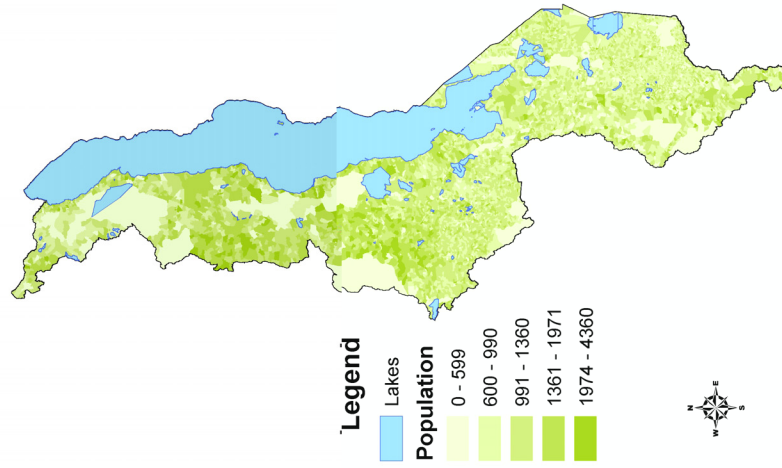 Legend
Lakes
Population
0 - 599
600 - 990
991 - 1360
1361 - 1971
1974 - 4360
N
W E
S